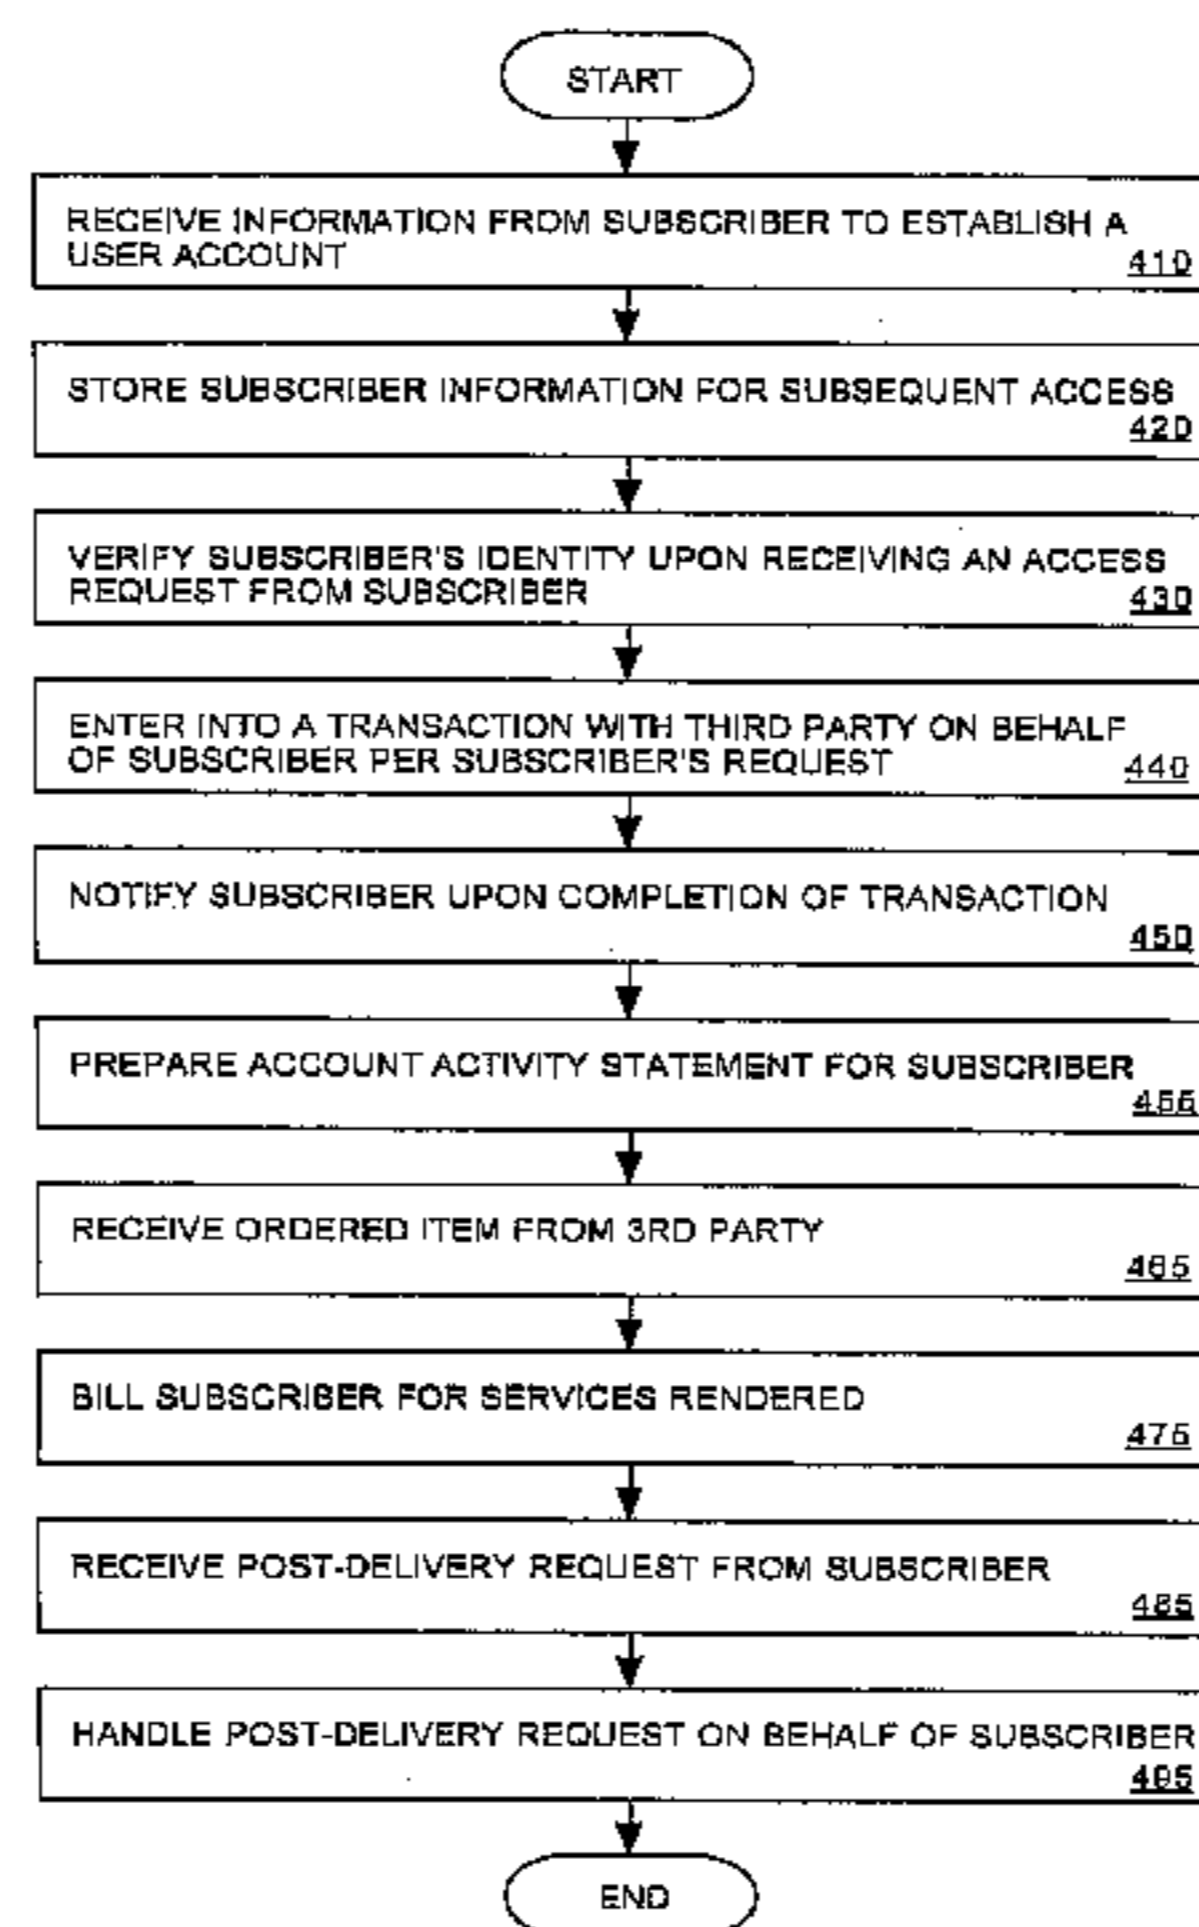 START
RECEIVE INFORMATION FROM SUBSCRIBER TO ESTABLISH A
USER ACCOUNT
410
STORE SUBSCRIBER INFORMATION FOR SUBSEQUENT ACCESS
420
VERIFY SUBSCRIBER'S IDENTITY UPON RECEIVING AN ACCESS
REQUEST FROM SUBSCRIBER
430
ENTER INTO A TRANSACTION WITH THIRD PARTY ON BEHALF
OF SUBSCRIBER PER SUBSCRIBER'S REQUEST
440
NOTIFY SUBSCRIBER UPON COMPLETION OF TRANSACTION
450
PREPARE ACCOUNT ACTIVITY STATEMENT FOR SUBSCRIBER
455
RECEIVE ORDERED ITEM FROM 3RD PARTY
465
BILL SUBSCRIBER FOR SERVICES RENDERED
475
RECEIVE POST-DELIVERY REQUEST FROM SUBSCRIBER
485
HANDLE POST-DELIVERY REQUEST ON BEHALF OF SUBSCRIBER
495
END